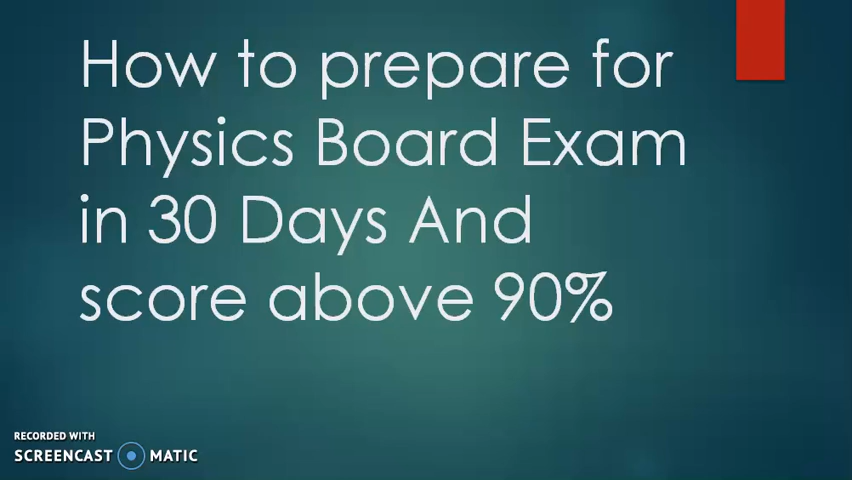 How to prepare for
Physics Board Exam
in 30 Days And
score above 90%
RECORDED WITH
SCREENCAST MATIC